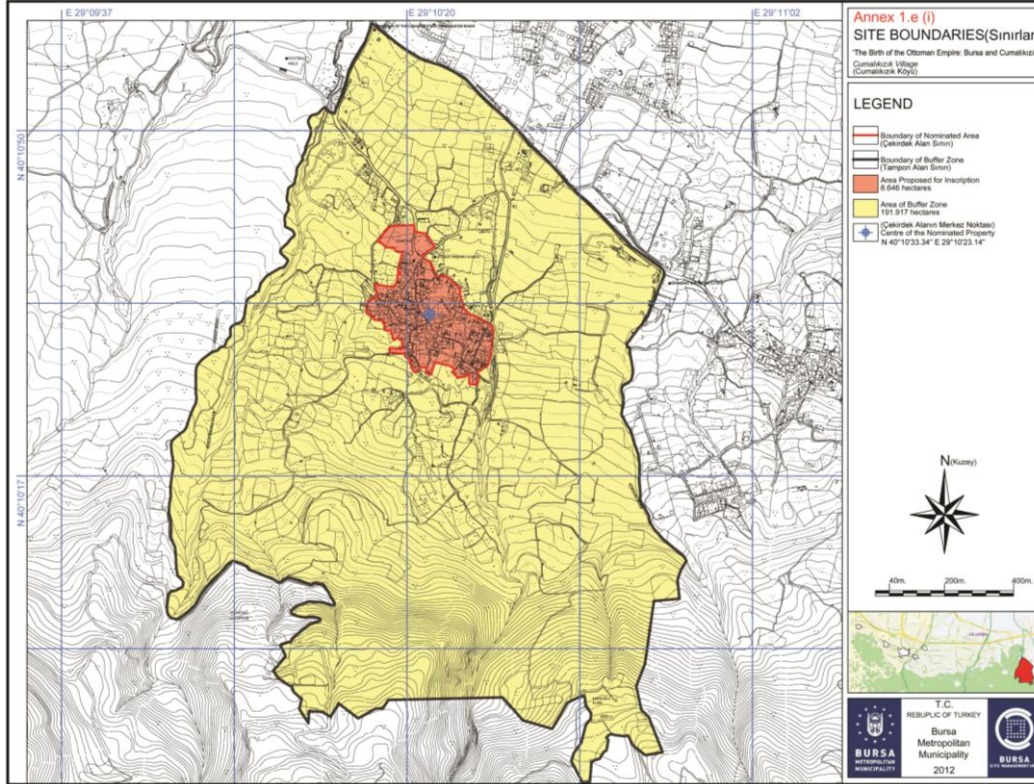 E 29°09'37
E 29°10'20
E 29°11'02
N 40°10'50
N 40°10'17
Annex 1.e (i)
SITE BOUNDARIES(Sınırlar
'The Birth of the Ottoman Empire: Bursa and Cumalıkız
Cumalıkızık Village
(Cumalıkızık Köyü)
LEGEND
Boundary of Nominated Area
(Çekirdek Alan Sınırı)
Boundary of Buffer Zone
(Tampon Alan Sınırı)
Area Proposed for Inscription
8.646 hectares
Area of Buffer Zone
191.917 hectares
(Çekirdek Alanın Merkez Noktası)
Centre of the Nominated Property
N 40°10'33.34" E 29°10'23.14"
N(Kuzey)
40m. 200m. 400m.
BURSA
METROPOLITAN
MUNICIPALITY
T.C.
REBUPLIC OF TURKEY
Bursa
Metropolitan
Municipality
2012
BURSA